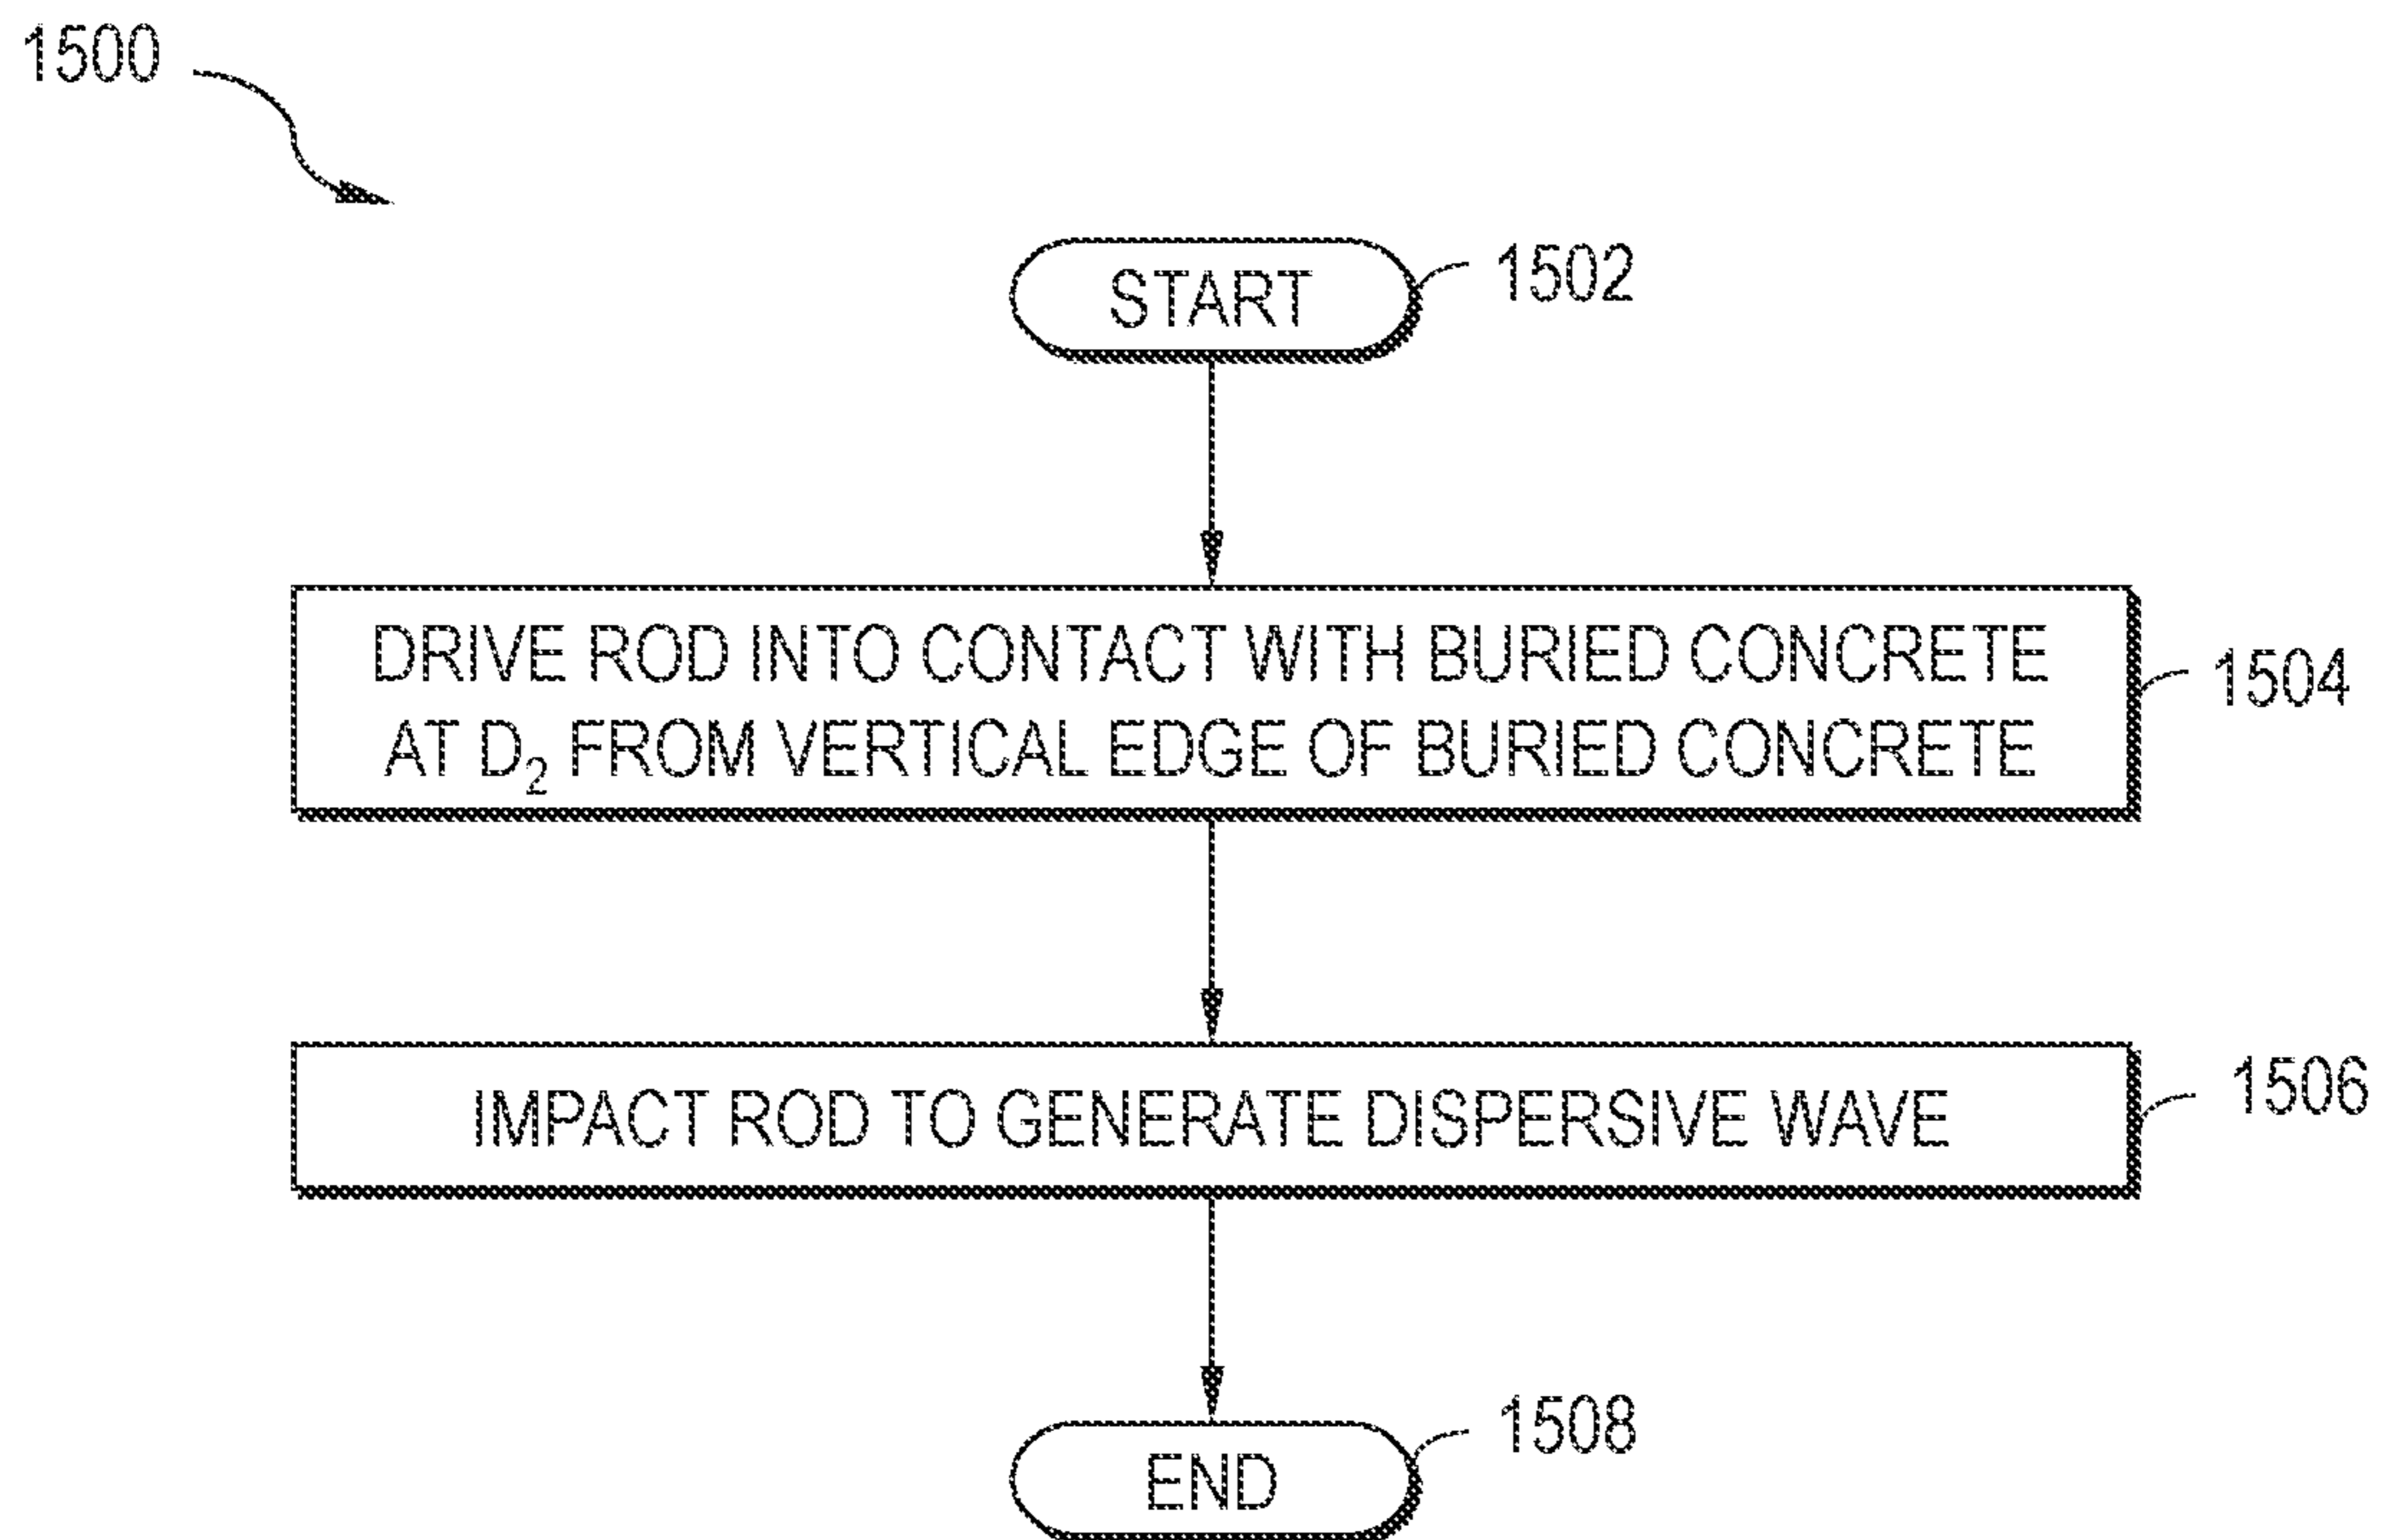 1500
START
1502
DRIVE ROD INTO CONTACT WITH BURIED CONCRETE
AT D₂ FROM VERTICAL EDGE OF BURIED CONCRETE
1504
IMPACT ROD TO GENERATE DISPERSIVE WAVE
1506
END
1508